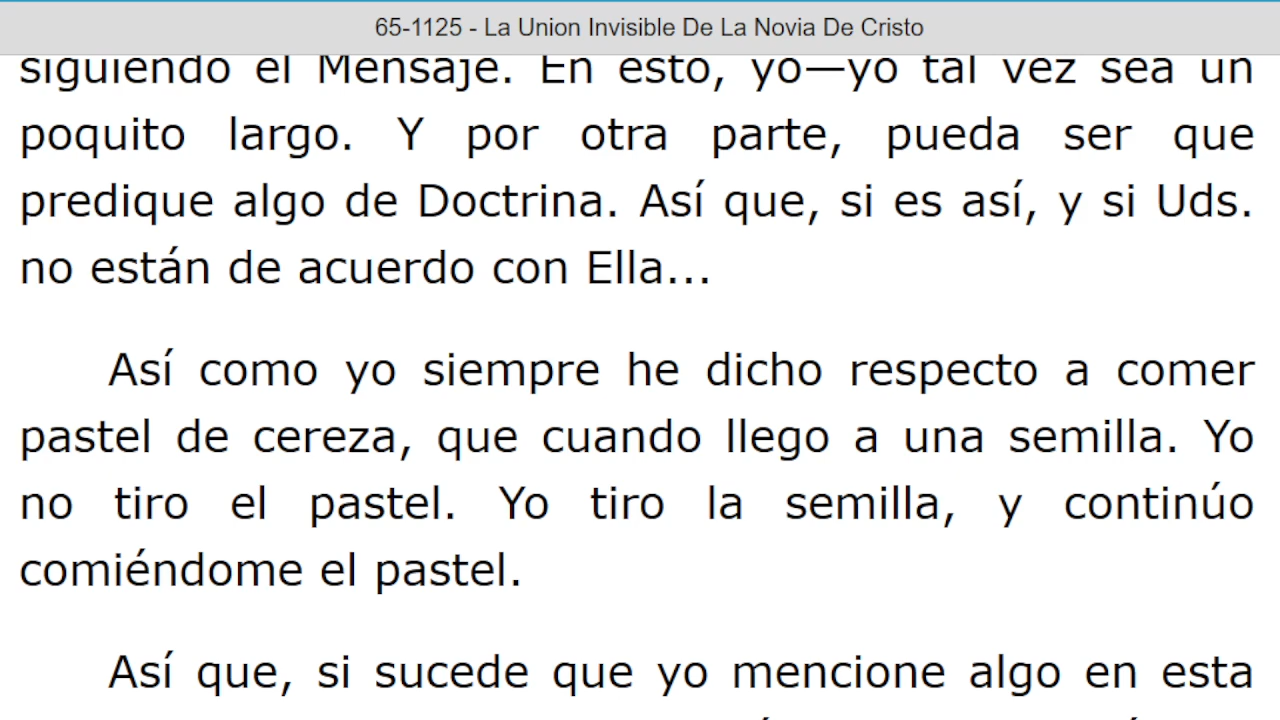 65-1125 - La Union Invisible De La Novia De Cristo
siguiendo el Mensaje. En esto, yo—yo tal vez sea un
poquito largo. Y por otra parte, pueda ser que
predique algo de Doctrina. Así que, si es así, y si Uds.
no están de acuerdo con Ella...
Así como yo siempre he dicho respecto a comer
pastel de cereza, que cuando llego a una semilla. Yo
no tiro el pastel. Yo tiro la semilla, y continúo
comiéndome el pastel.
Así que, si sucede que yo mencione algo en esta